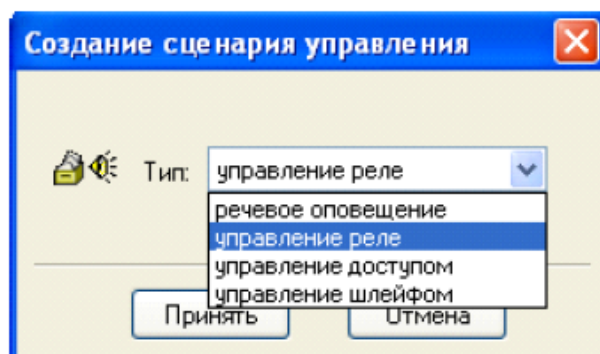 Создание сценария управления
Тип: управление реле
речевое оповещение
управление реле
управление доступом
управление шлейфом
Принять Отмена